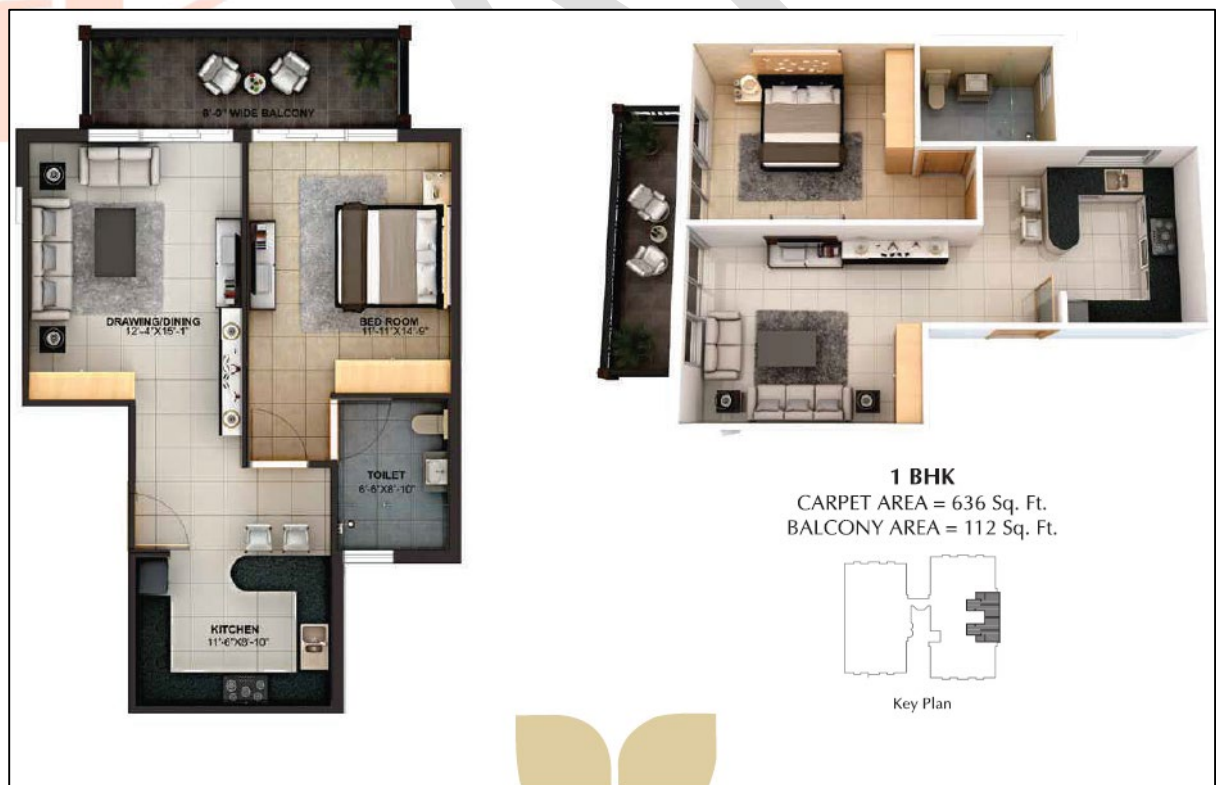 6'-0" WIDE BALCONY
DRAWING/DINING
12'-4"X15'-1"
BED ROOM
11'-11"X14'-9"
TOILET
6'-6"X8'-10"
KITCHEN
11'-6"X8'-10"
1 BHK
CARPET AREA = 636 Sq. Ft.
BALCONY AREA = 112 Sq. Ft.
Key Plan